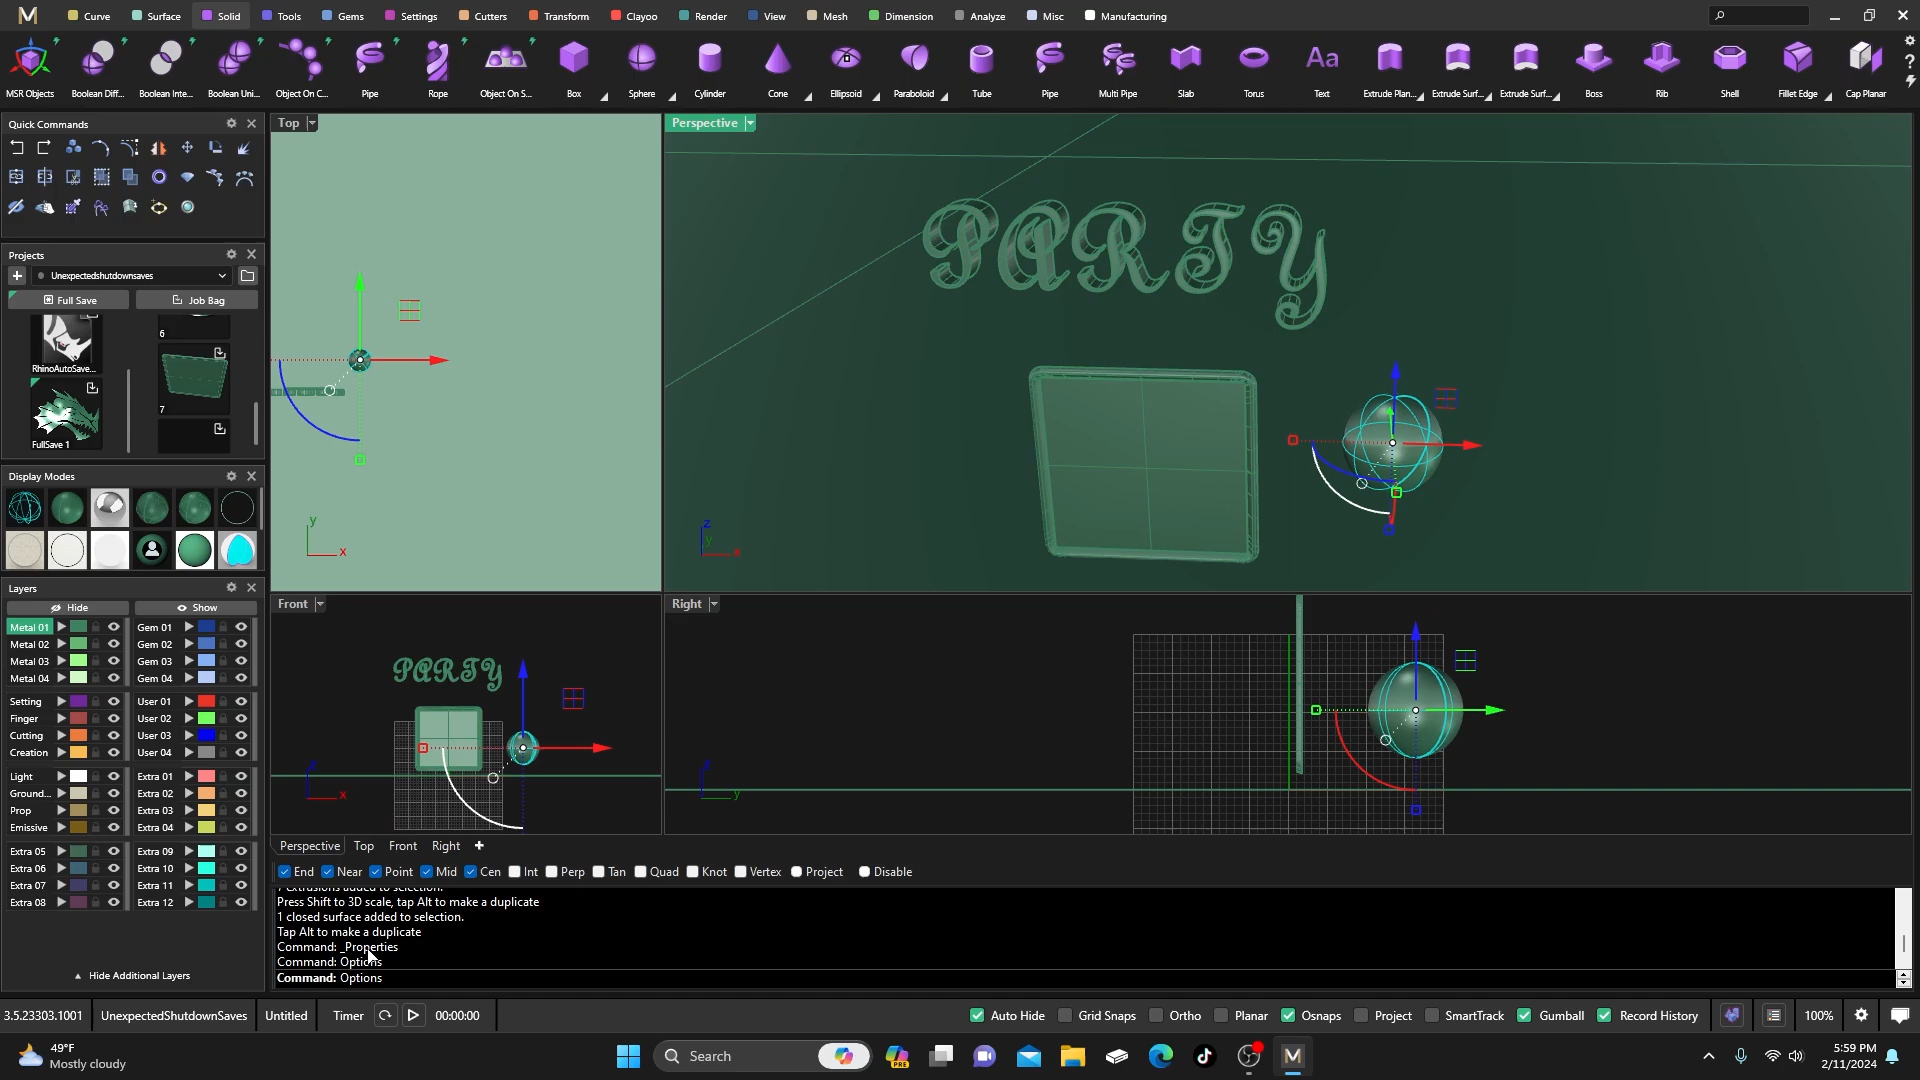 Curve Surface Solid Tools Gems Settings Cutters Transform Clayoo Render View Mesh Dimension Analyze Misc Manufacturing
MSR Objects Boolean Diff... Boolean Inte... Boolean Uni... Object On C... Pipe Rope Object On S... Box Sphere Cylinder Cone Ellipsoid Paraboloid Tube Pipe Multi Pipe Slab Torus Text Extrude Plan... Extrude Surf... Extrude Surf... Boss Rib Shell Fillet Edge Cap Planar
Quick Commands
Projects
Unexpectedshutdownsaves
Full Save Job Bag
RhinoAutoSave...
6
FullSave 1
7
Display Modes
Layers
Hide Show
Metal 01 Gem 01
Metal 02 Gem 02
Metal 03 Gem 03
Metal 04 Gem 04
Setting User 01
Finger User 02
Cutting User 03
Creation User 04
Light Extra 01
Ground... Extra 02
Prop Extra 03
Emissive Extra 04
Extra 05 Extra 09
Extra 06 Extra 10
Extra 07 Extra 11
Extra 08 Extra 12
Hide Additional Layers
Top
y
x
Perspective
PARTY
z
y
x
Front
PARTY
x
Right
y
Perspective Top Front Right
End Near Point Mid Cen Int Perp Tan Quad Knot Vertex Project Disable
7 extrusions added to selection.
Press Shift to 3D scale, tap Alt to make a duplicate
1 closed surface added to selection.
Tap Alt to make a duplicate
Command: _Properties
Command: Options
Command: Options
3.5.23303.1001 UnexpectedShutdownSaves Untitled Timer 00:00:00 Auto Hide Grid Snaps Ortho Planar Osnaps Project SmartTrack Gumball Record History 100%
49°F
Mostly cloudy
Search
PRE
5:59 PM
2/11/2024